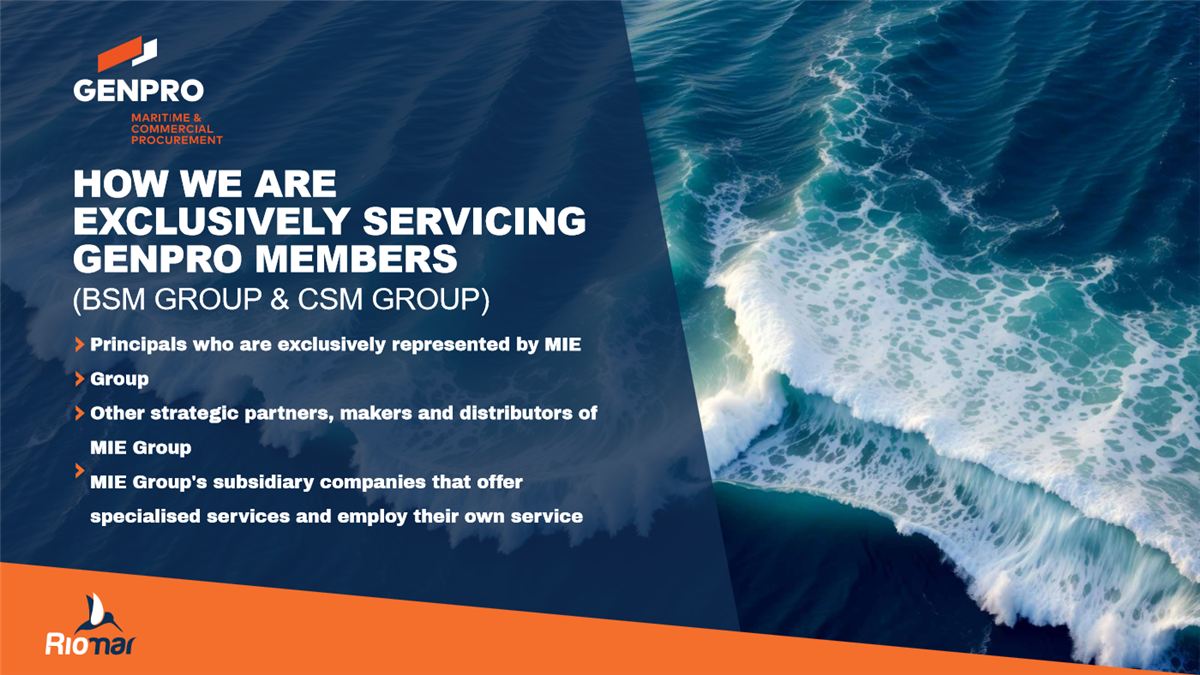 GENPRO
MARITIME &
COMMERCIAL
PROCUREMENT
HOW WE ARE
EXCLUSIVELY SERVICING
GENPRO MEMBERS
(BSM GROUP & CSM GROUP)
Principals who are exclusively represented by MIE
Group
Other strategic partners, makers and distributors of
MIE Group
MIE Group's subsidiary companies that offer
specialised services and employ their own service
Riomar